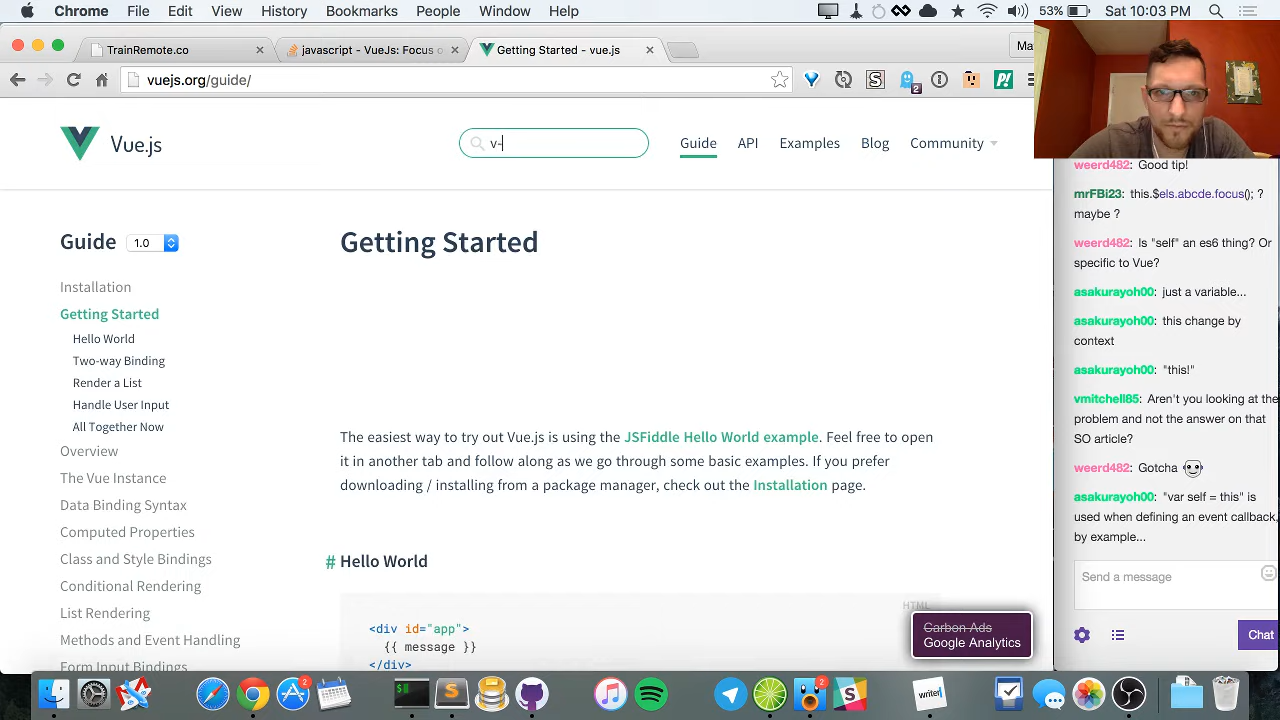 Chrome File Edit View History Bookmarks People Window Help
53% Sat 10:03 PM
TrainRemote.co
javascript - VueJs: Focus o
Getting Started - vue.js
Ma
vuejs.org/guide/
2
Vue.js
v-
Guide API Examples Blog Community
Guide 1.0
Installation
Getting Started
Hello World
Two-way Binding
Render a List
Handle User Input
All Together Now
Overview
The Vue Instance
Data Binding Syntax
Computed Properties
Class and Style Bindings
Conditional Rendering
List Rendering
Methods and Event Handling
Form Input Bindings
Getting Started
The easiest way to try out Vue.js is using the JSFiddle Hello World example. Feel free to open
it in another tab and follow along as we go through some basic examples. If you prefer
downloading / installing from a package manager, check out the Installation page.
# Hello World
HTML
<div id="app">
{{ message }}
</div>
Carbon Ads
Google Analytics
weerd482: Good tip!
mrFBi23: this.$els.abcde.focus(); ?
maybe ?
weerd482: Is "self" an es6 thing? Or
specific to Vue?
asakurayoh00: just a variable...
asakurayoh00: this change by
context
asakurayoh00: "this!"
vmitchell85: Aren't you looking at the
problem and not the answer on that
SO article?
weerd482: Gotcha
asakurayoh00: "var self = this" is
used when defining an event callback,
by example...
Send a message
Chat
2
2
writer